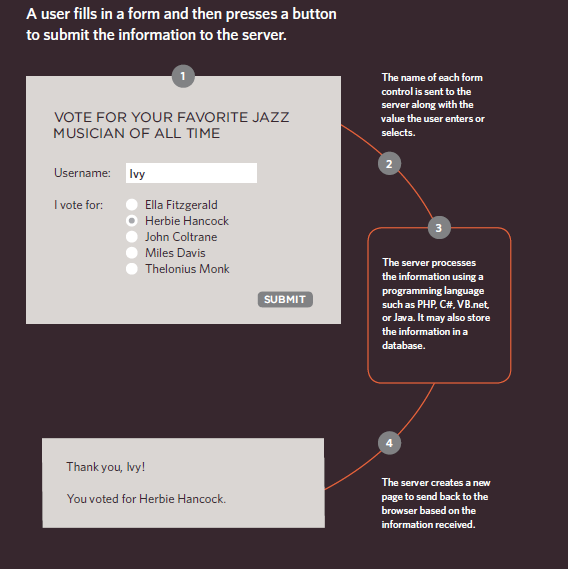 A user fills in a form and then presses a button
to submit the information to the server.
1
VOTE FOR YOUR FAVORITE JAZZ
MUSICIAN OF ALL TIME
Username: Ivy
I vote for: Ella Fitzgerald
Herbie Hancock
John Coltrane
Miles Davis
Thelonius Monk
SUBMIT
The name of each form
control is sent to the
server along with the
value the user enters or
selects.
2
3
The server processes
the information using a
programming language
such as PHP, C#, VB.net,
or Java. It may also store
the information in a
database.
4
The server creates a new
page to send back to the
browser based on the
information received.
Thank you, Ivy!
You voted for Herbie Hancock.